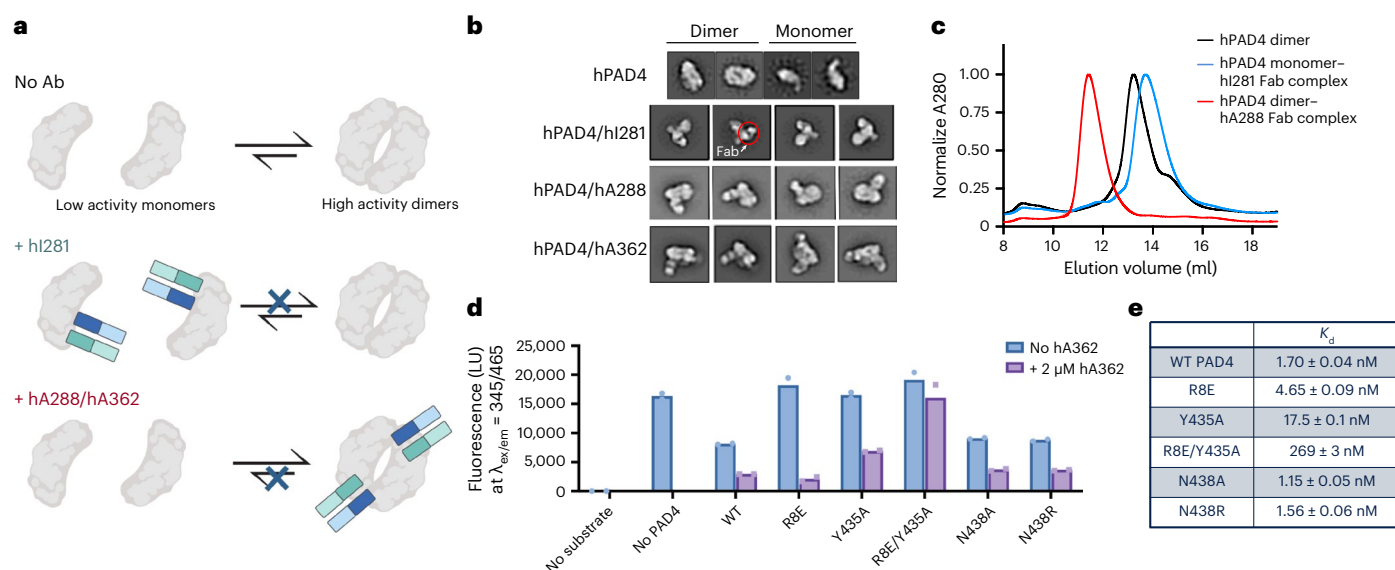 a
No Ab
Low activity monomers
High activity dimers
+ hI281
+ hA288/hA362
b
Dimer
Monomer
hPAD4
hPAD4/hI281
Fab
hPAD4/hA288
hPAD4/hA362
c
Normalize A280
1.00
0.75
0.50
0.25
0
8
10
12
14
16
18
Elution volume (ml)
hPAD4 dimer
hPAD4 monomer–
hI281 Fab complex
hPAD4 dimer–
hA288 Fab complex
d
Fluorescence (LU)
at λex/em = 345/465
25,000
20,000
15,000
10,000
5,000
0
No substrate
No PAD4
WT
R8E
Y435A
R8E/Y435A
N438A
N438R
No hA362
+ 2 µM hA362
e
Kd
WT PAD4 1.70 ± 0.04 nM
R8E 4.65 ± 0.09 nM
Y435A 17.5 ± 0.1 nM
R8E/Y435A 269 ± 3 nM
N438A 1.15 ± 0.05 nM
N438R 1.56 ± 0.06 nM